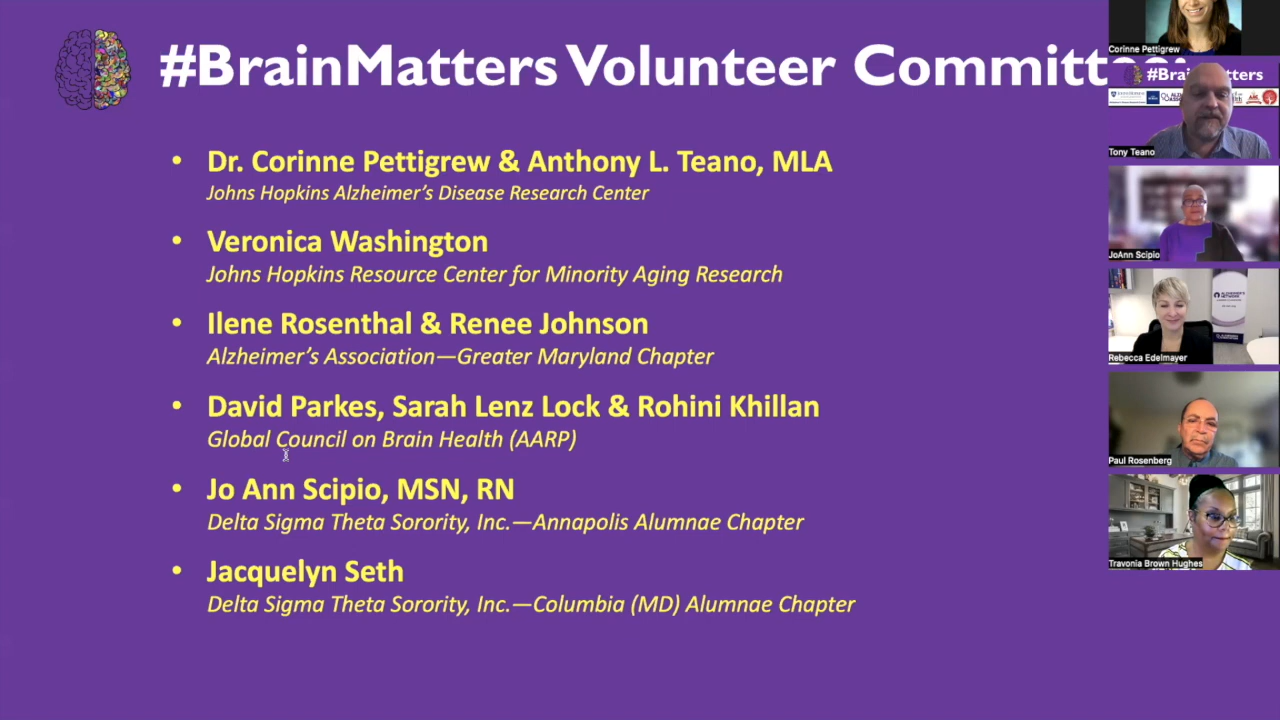 #BrainMatters Volunteer Committee:
Dr. Corinne Pettigrew & Anthony L. Teano, MLA
Johns Hopkins Alzheimer's Disease Research Center
Veronica Washington
Johns Hopkins Resource Center for Minority Aging Research
Ilene Rosenthal & Renee Johnson
Alzheimer's Association—Greater Maryland Chapter
David Parkes, Sarah Lenz Lock & Rohini Khillan
Global Council on Brain Health (AARP)
Jo Ann Scipio, MSN, RN
Delta Sigma Theta Sorority, Inc.—Annapolis Alumnae Chapter
Jacquelyn Seth
Delta Sigma Theta Sorority, Inc.—Columbia (MD) Alumnae Chapter
Corinne Pettigrew
Tony Teano
JoAnn Scipio
Rebecca Edelmayer
Paul Rosenberg
Travonia Brown Hughes